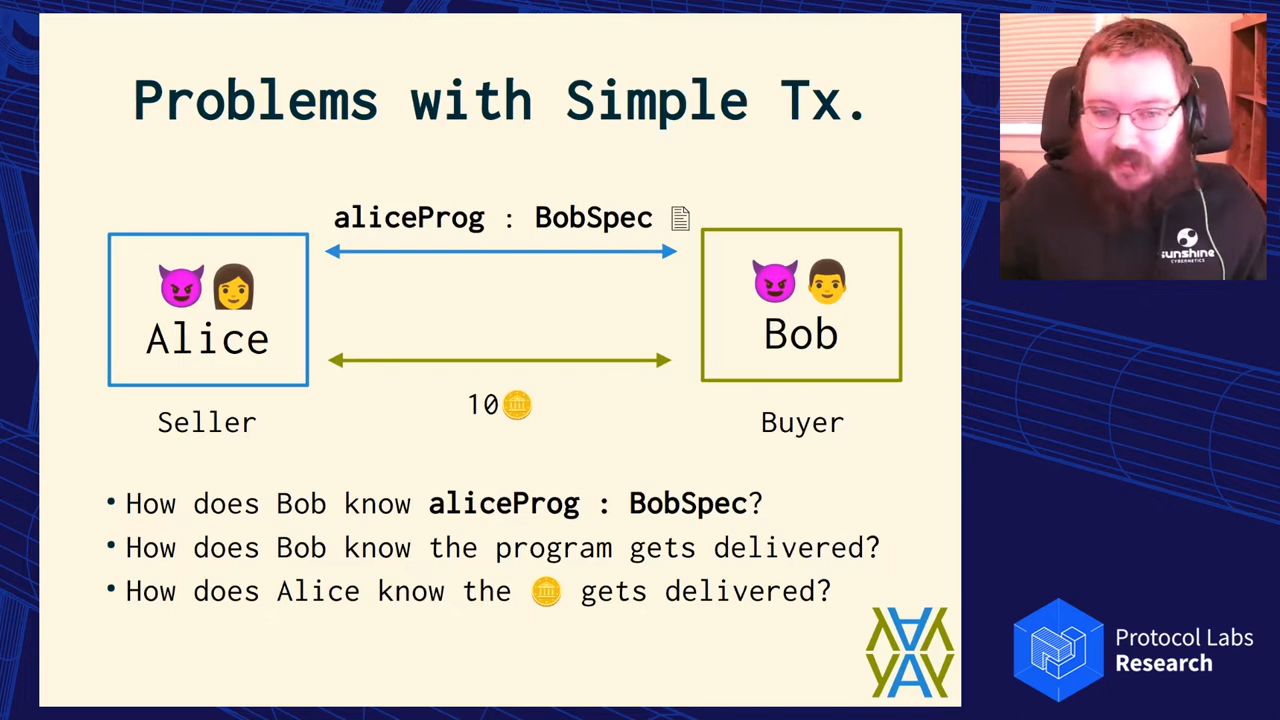 Problems with Simple Tx.
aliceProg : BobSpec
Alice
Bob
10
Seller
Buyer
• How does Bob know aliceProg : BobSpec?
• How does Bob know the program gets delivered?
• How does Alice know the gets delivered?
sunshine
CYBERNETICS
Protocol Labs
Research